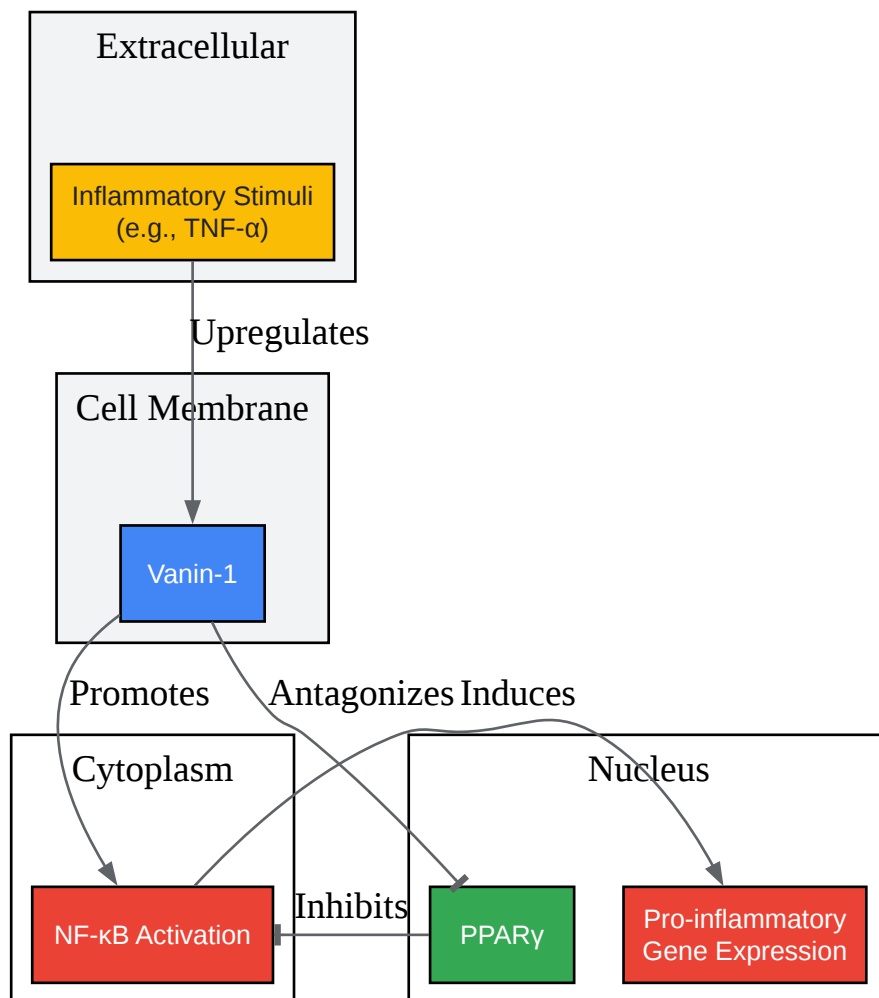 Extracellular
Inflammatory Stimuli
(e.g., TNF-α)
Upregulates
Cell Membrane
Vanin-1
Promotes
Antagonizes
Induces
Cytoplasm
Nucleus
NF-κB Activation
Inhibits
PPARγ
Pro-inflammatory
Gene Expression